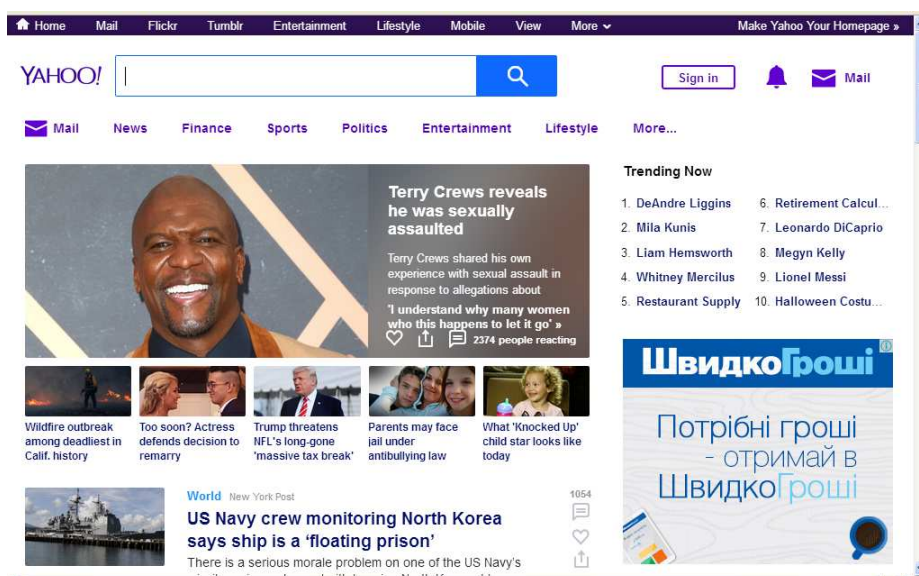 Home Mail Flickr Tumblr Entertainment Lifestyle Mobile View More Make Yahoo Your Homepage »
YAHOO!
Sign in
Mail
Mail News Finance Sports Politics Entertainment Lifestyle More...
Terry Crews reveals
he was sexually
assaulted
Terry Crews shared his own
experience with sexual assault in
response to allegations about
'I understand why many women
who this happens to let it go' »
2374 people reacting
Wildfire outbreak
among deadliest in
Calif. history
Too soon? Actress
defends decision to
remarry
Trump threatens
NFL's long-gone
'massive tax break'
Parents may face
jail under
antibullying law
What 'Knocked Up'
child star looks like
today
World New York Post
1054
US Navy crew monitoring North Korea
says ship is a 'floating prison'
There is a serious morale problem on one of the US Navy's
Trending Now
1. DeAndre Liggins
2. Mila Kunis
3. Liam Hemsworth
4. Whitney Mercilus
5. Restaurant Supply
6. Retirement Calcul...
7. Leonardo DiCaprio
8. Megyn Kelly
9. Lionel Messi
10. Halloween Costu...
ШвидкоГроші
Потрібні гроші
- отримай в
ШвидкоГроші